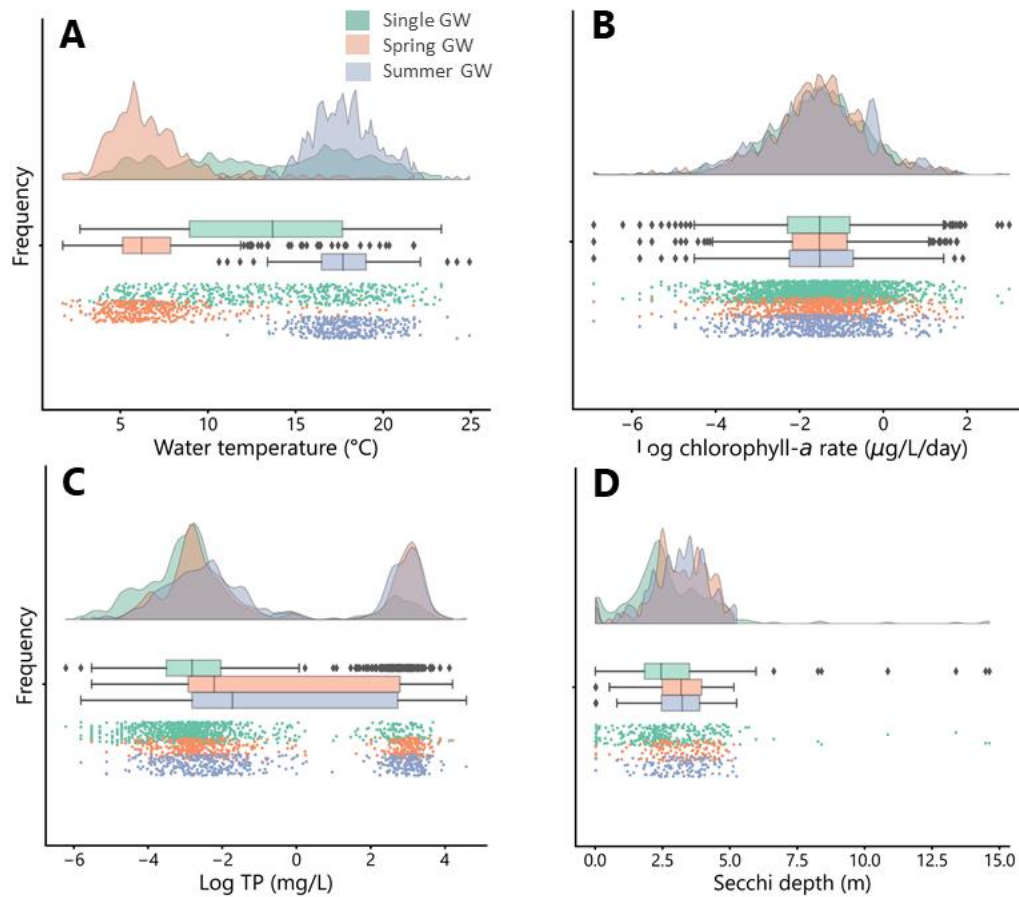 A
Single GW
Spring GW
Summer GW
Frequency
5 10 15 20 25
Water temperature (°C)
B
−6 −4 −2 0 2
Log chlorophyll-a rate (μg/L/day)
C
Frequency
−6 −4 −2 0 2 4
Log TP (mg/L)
D
0.0 2.5 5.0 7.5 10.0 12.5 15.0
Secchi depth (m)